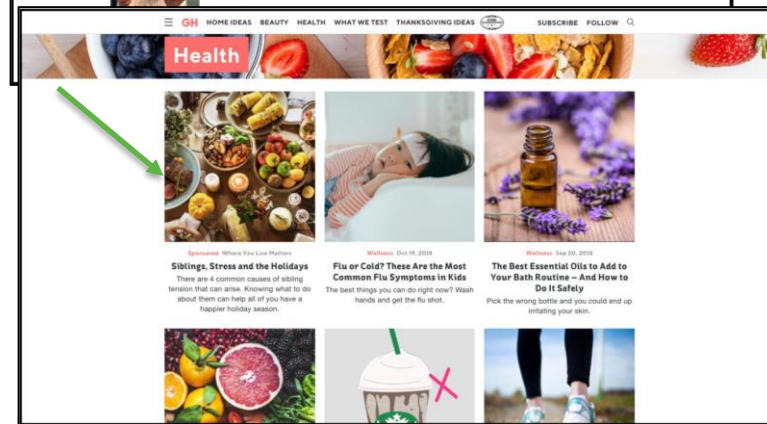 GH HOME IDEAS BEAUTY HEALTH WHAT WE TEST THANKSGIVING IDEAS SUBSCRIBE FOLLOW
Health
Sponsored Where You Live Matters
Siblings, Stress and the Holidays
There are 4 common causes of sibling
tension that can arise. Knowing what to do
about them can help all of you have a
happier holiday season.
Wellness Oct 19, 2018
Flu or Cold? These Are the Most
Common Flu Symptoms in Kids
The best things you can do right now? Wash
hands and get the flu shot.
Wellness Sep 20, 2018
The Best Essential Oils to Add to
Your Bath Routine – And How to
Do It Safely
Pick the wrong bottle and you could end up
irritating your skin.